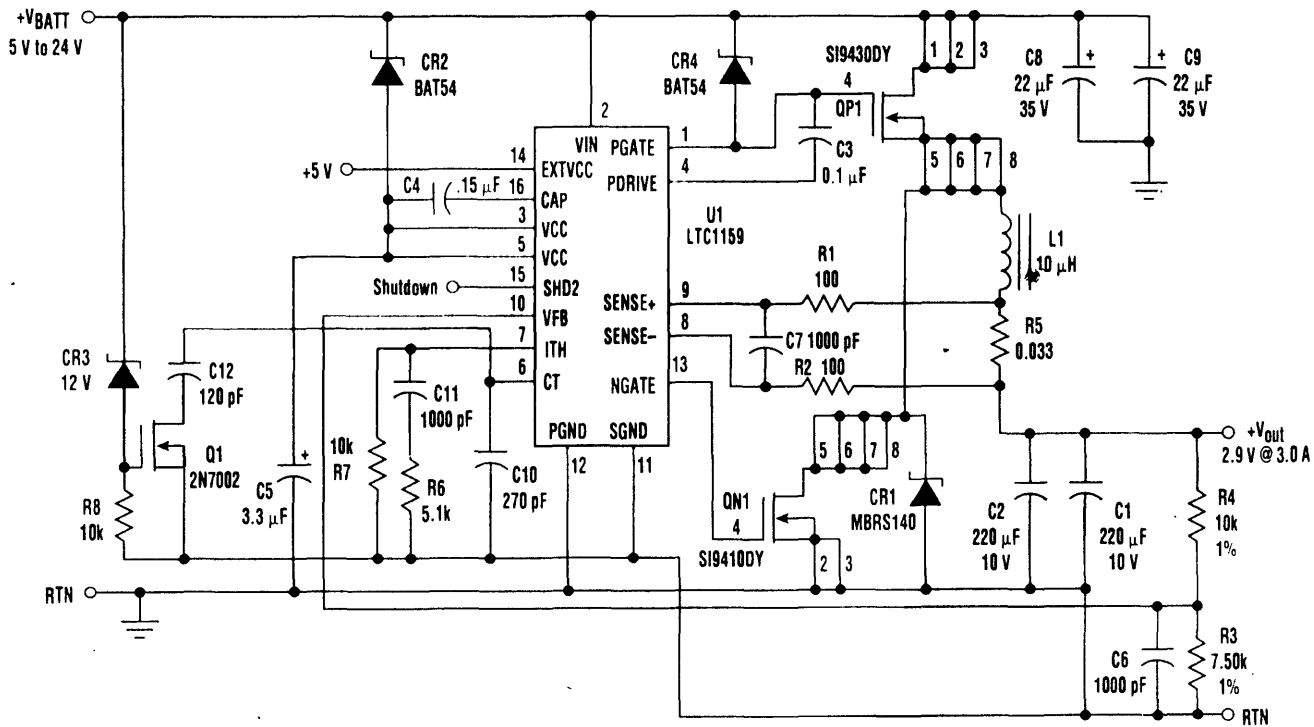 +VBATT
5 V to 24 V
CR2
BAT54
CR4
BAT54
SI9430DY
4
QP1
1 2 3
C8
22 µF
35 V
C9
22 µF
35 V
2
VIN
1
PGATE
4
PDRIVE
C3
0.1 µF
5 6 7 8
+5 V
14
EXTVCC
C4
.15 µF
16
CAP
3
VCC
5
VCC
U1
LTC1159
L1
10 µH
Shutdown
15
SHD2
10
VFB
7
ITH
6
CT
9
SENSE+
8
SENSE–
13
NGATE
R1
100
C7 1000 pF
R2 100
R5
0.033
CR3
12 V
C12
120 pF
Q1
2N7002
R8
10k
C5
3.3 µF
10k
R7
C11
1000 pF
R6
5.1k
PGND
12
SGND
11
C10
270 pF
5 6 7 8
QN1
4
SI9410DY
2 3
CR1
MBRS140
+Vout
2.9 V @ 3.0 A
C2
220 µF
10 V
C1
220 µF
10 V
R4
10k
1%
RTN
C6
1000 pF
R3
7.50k
1%
RTN